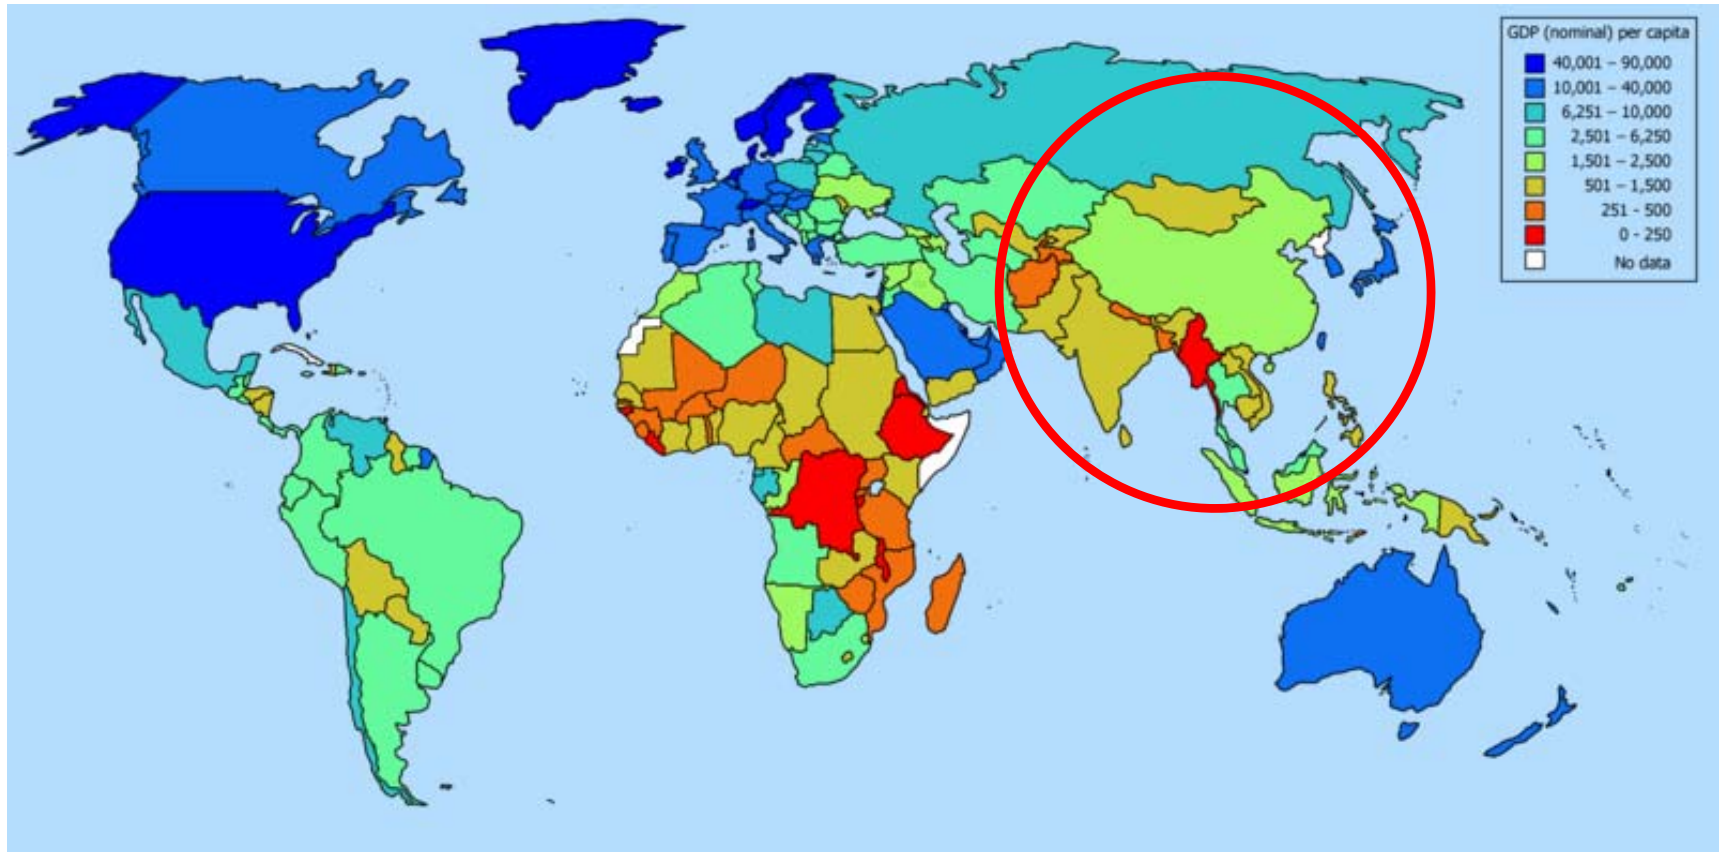 GDP (nominal) per capita
40,001 – 90,000
10,001 – 40,000
6,251 – 10,000
2,501 – 6,250
1,501 – 2,500
501 – 1,500
251 - 500
0 - 250
No data